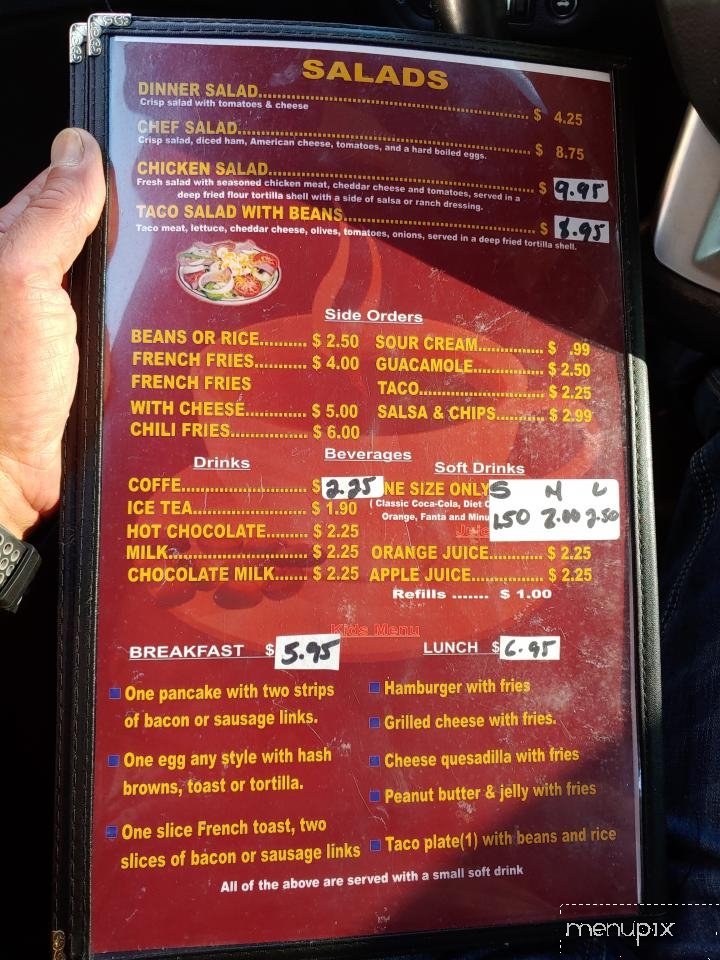 SALADS
DINNER SALAD........................................ $ 4.25
Crisp salad with tomatoes & cheese
CHEF SALAD........................................ $ 8.75
Crisp salad, diced ham, American cheese, tomatoes, and a hard boiled eggs.
CHICKEN SALAD........................................ $ 9.95
Fresh salad with seasoned chicken meat, cheddar cheese and tomatoes, served in a
deep fried flour tortilla shell with a side of salsa or ranch dressing.
TACO SALAD WITH BEANS........................................ $ 8.95
Taco meat, lettuce, cheddar cheese, olives, tomatoes, onions, served in a deep fried tortilla shell.
Side Orders
BEANS OR RICE.......... $ 2.50
FRENCH FRIES.......... $ 4.00
FRENCH FRIES
WITH CHEESE............. $ 5.00
CHILI FRIES................ $ 6.00
SOUR CREAM.............. $ .99
GUACAMOLE............... $ 2.50
TACO.......................... $ 2.25
SALSA & CHIPS.......... $ 2.99
Beverages
Drinks
COFFE.......................... $ 2.25
ICE TEA........................ $ 1.90
HOT CHOCOLATE........ $ 2.25
MILK............................ $ 2.25
CHOCOLATE MILK....... $ 2.25
Soft Drinks
NE SIZE ONLY S M L
( Classic Coca-Cola, Diet C
Orange, Fanta and Minu 1.50 2.00 2.50
Juic
ORANGE JUICE............ $ 2.25
APPLE JUICE............... $ 2.25
Refills ....... $ 1.00
Kids Menu
BREAKFAST $ 5.95
One pancake with two strips
of bacon or sausage links.
One egg any style with hash
browns, toast or tortilla.
One slice French toast, two
slices of bacon or sausage links
LUNCH $ 6.95
Hamburger with fries
Grilled cheese with fries.
Cheese quesadilla with fries
Peanut butter & jelly with fries
Taco plate(1) with beans and rice
All of the above are served with a small soft drink
menupix